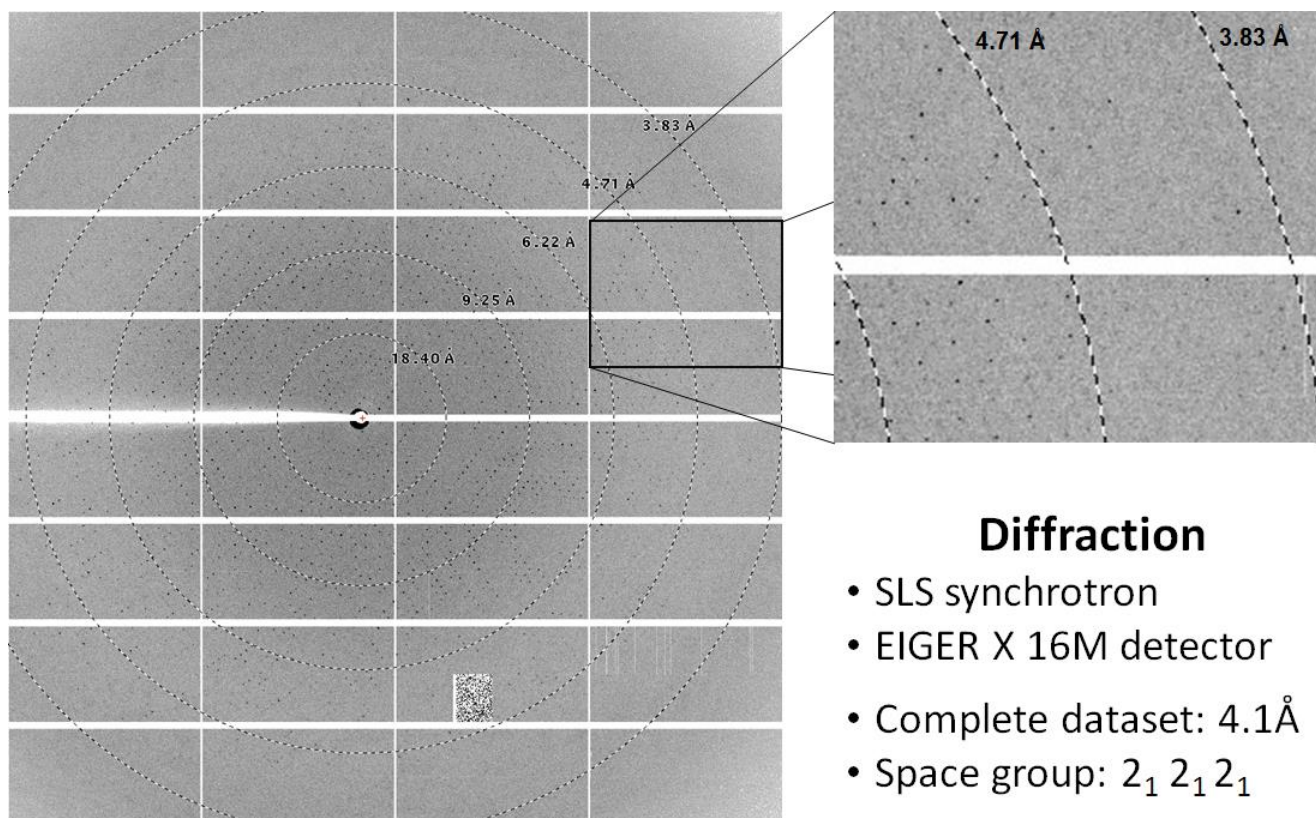 3.83 Å
4.71 Å
6.22 Å
9.25 Å
18.40 Å
4.71 Å
3.83 Å
Diffraction
• SLS synchrotron
• EIGER X 16M detector
• Complete dataset: 4.1Å
• Space group: 2₁ 2₁ 2₁